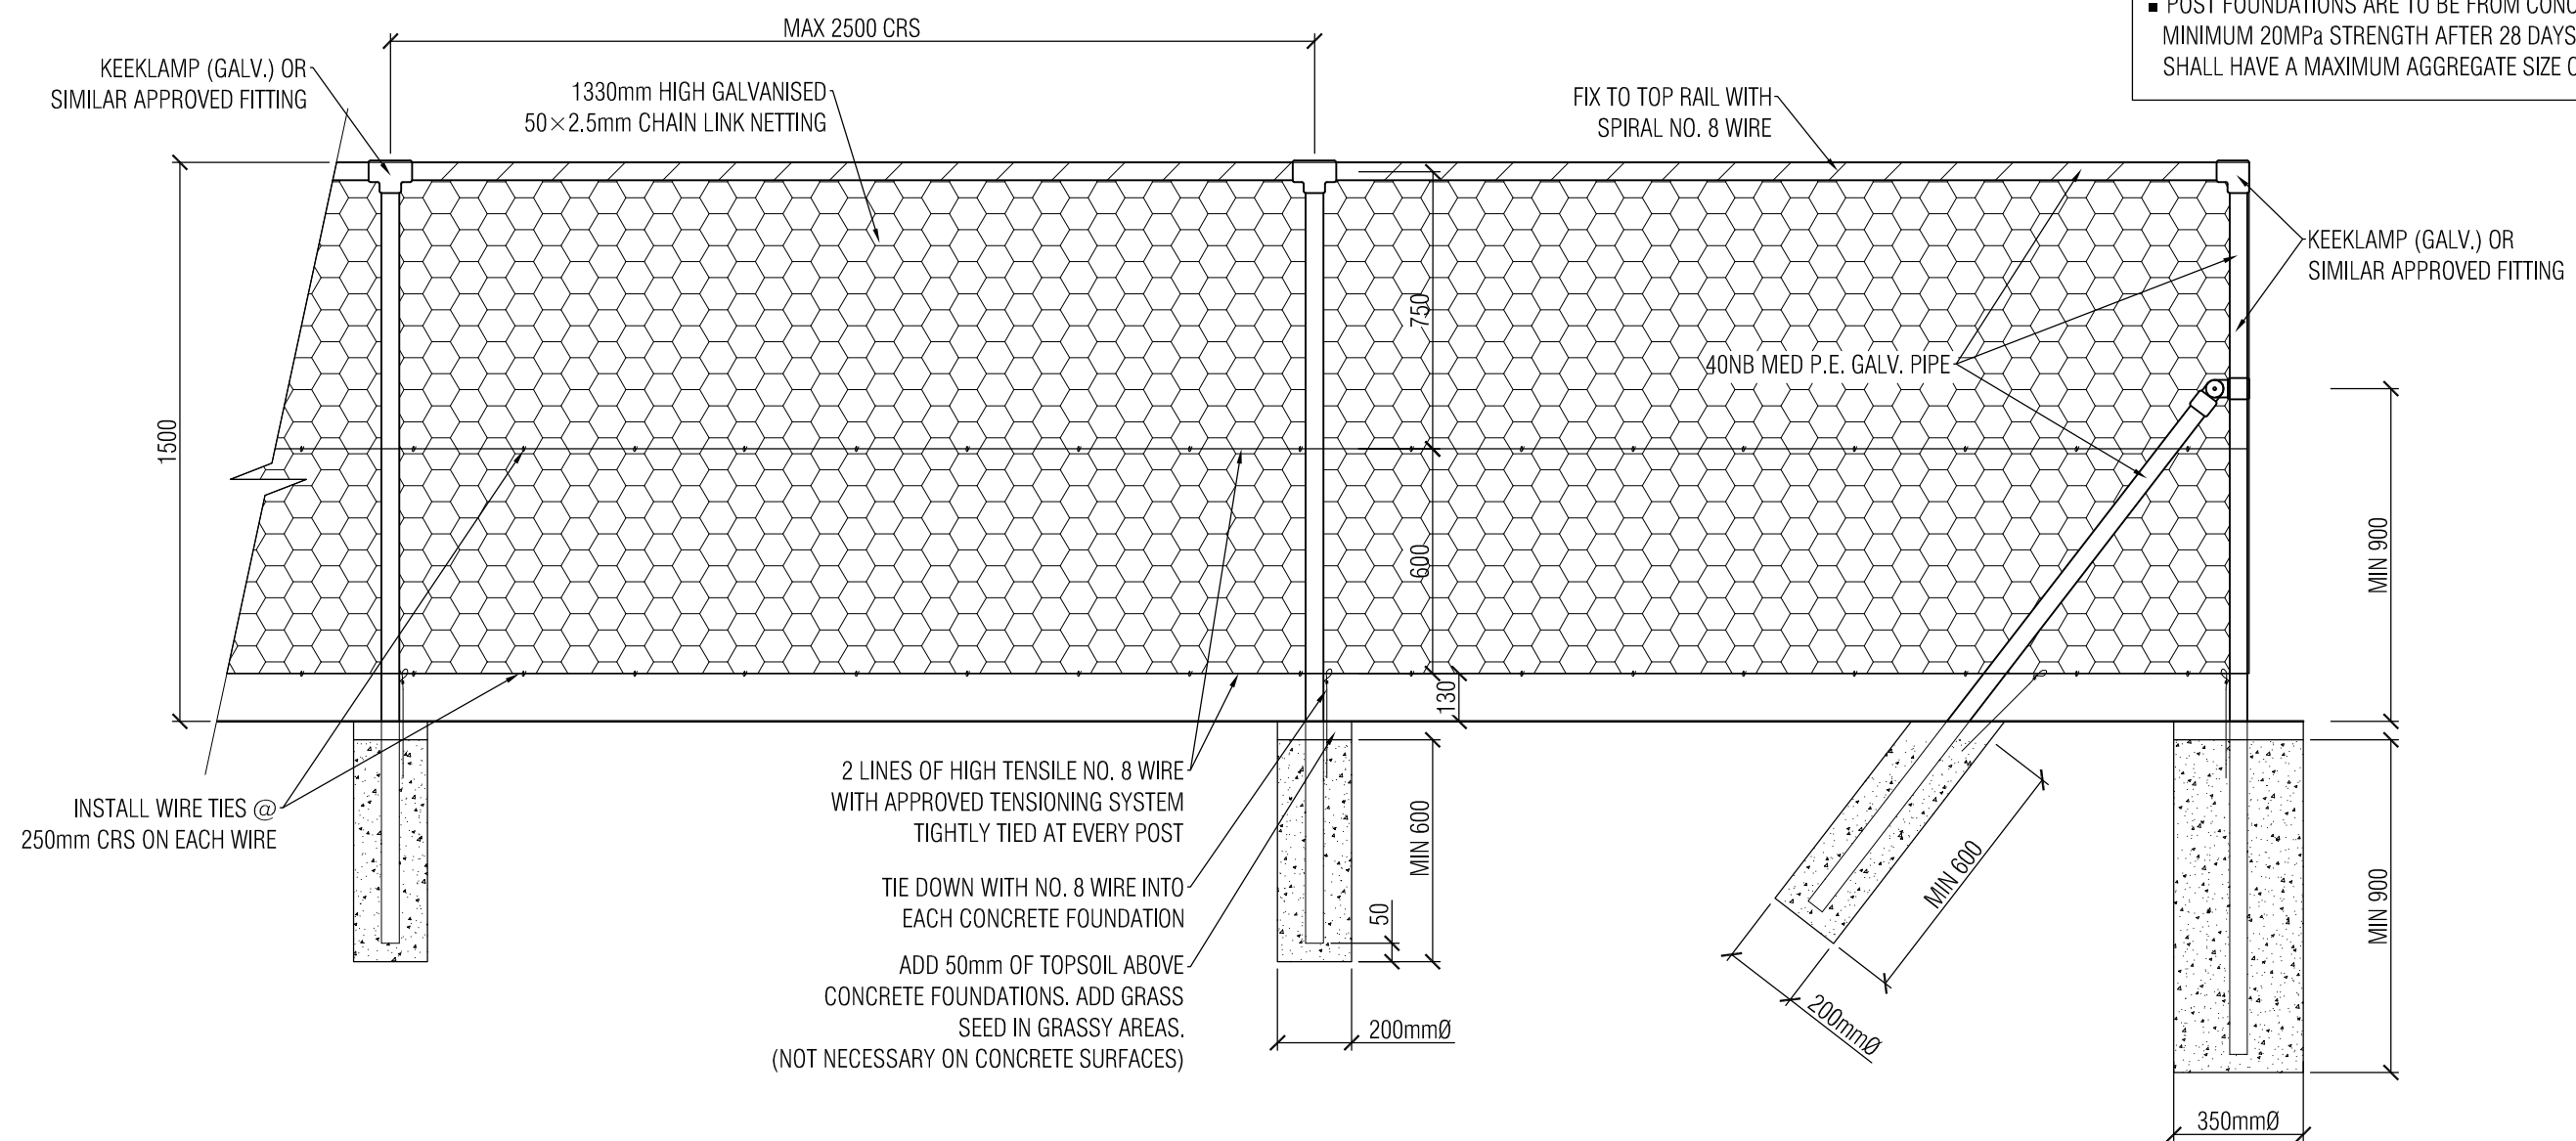 ■ POST FOUNDATIONS ARE TO BE FROM
MINIMUM 20MPa STRENGTH AFTER 28 DAYS
SHALL HAVE A MAXIMUM AGGREGATE SIZE
MAX 2500 CRS
KEEKLAMP (GALV.) OR
SIMILAR APPROVED FITTING
1330mm HIGH GALVANISED
50×2.5mm CHAIN LINK NETTING
FIX TO TOP RAIL WITH
SPIRAL NO. 8 WIRE
KEEKLAMP (GALV.) OR
SIMILAR APPROVED FITTING
750
40NB MED P.E. GALV. PIPE
1500
600
MIN 900
130
2 LINES OF HIGH TENSILE NO. 8 WIRE
WITH APPROVED TENSIONING SYSTEM
TIGHTLY TIED AT EVERY POST
INSTALL WIRE TIES @
250mm CRS ON EACH WIRE
TIE DOWN WITH NO. 8 WIRE INTO
EACH CONCRETE FOUNDATION
ADD 50mm OF TOPSOIL ABOVE
CONCRETE FOUNDATIONS. ADD GRASS
SEED IN GRASSY AREAS.
(NOT NECESSARY ON CONCRETE SURFACES)
MIN 600
50
200mmØ
MIN 600
200mmØ
MIN 900
350mmØ